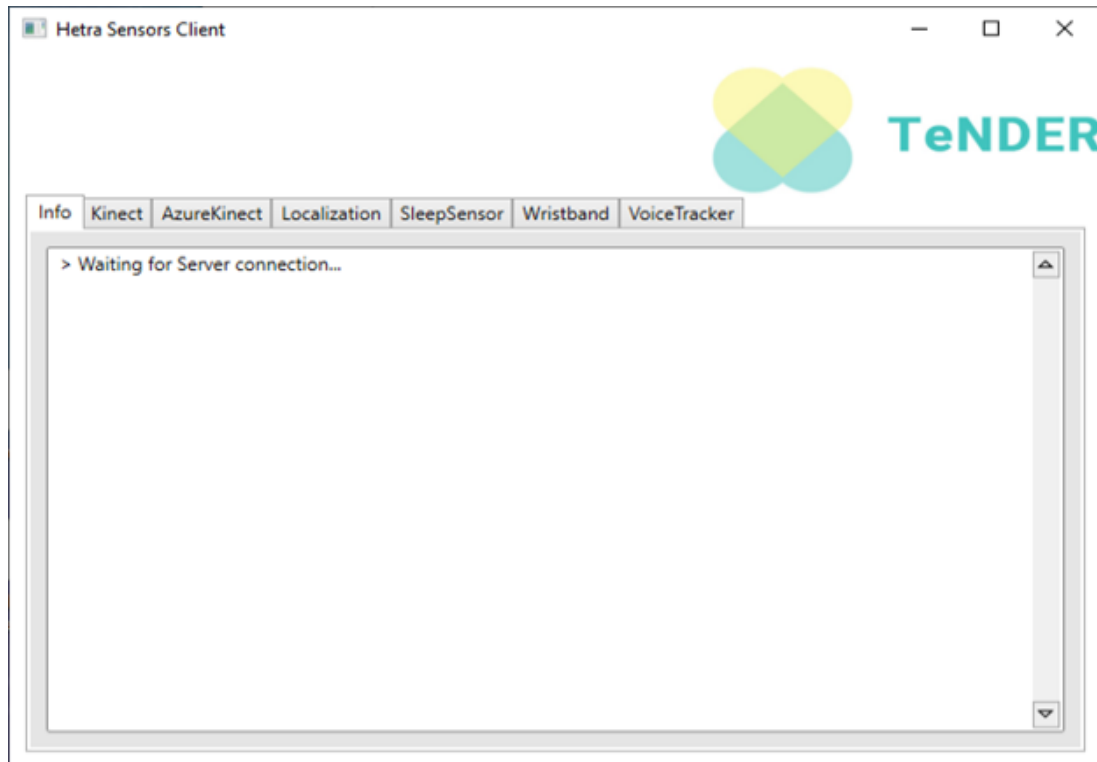 Hetra Sensors Client
TeNDER
Info Kinect AzureKinect Localization SleepSensor Wristband VoiceTracker
> Waiting for Server connection...